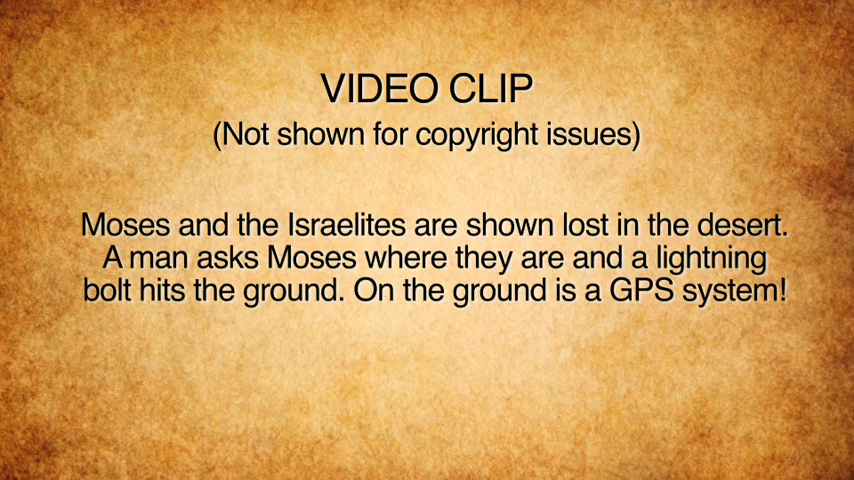 VIDEO CLIP
(Not shown for copyright issues)
Moses and the Israelites are shown lost in the desert.
A man asks Moses where they are and a lightning
bolt hits the ground. On the ground is a GPS system!